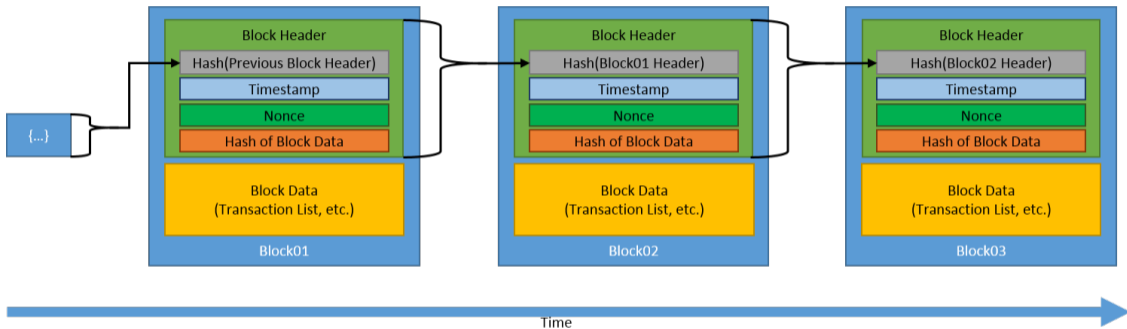 {...}
Block Header
Hash(Previous Block Header)
Timestamp
Nonce
Hash of Block Data
Block Data
(Transaction List, etc.)
Block01
Block Header
Hash(Block01 Header)
Timestamp
Nonce
Hash of Block Data
Block Data
(Transaction List, etc.)
Block02
Block Header
Hash(Block02 Header)
Timestamp
Nonce
Hash of Block Data
Block Data
(Transaction List, etc.)
Block03
Time